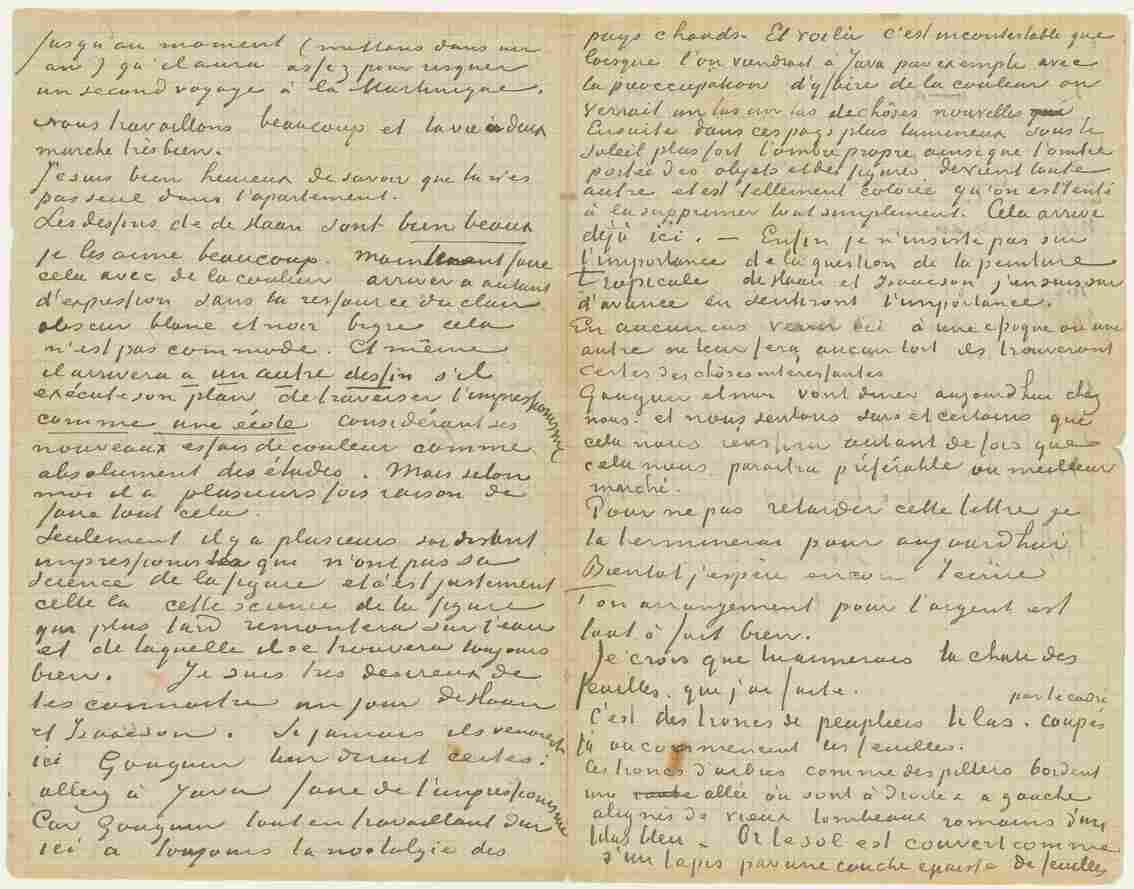 jusqu'au moment (mettons dans un
an) qu'il aura assez pour risquer
un second voyage à la Martinique.
Nous travaillons beaucoup et la vie à deux
marche très bien.
Je suis bien heureux de savoir que tu n'es
pas seul dans l'apartement.
Les dessins de de Haan sont bien beaux
je les aime beaucoup. Maintenant faire
cela avec de la couleur arriver à autant
d'expression sans la ressource du clair
obscur blanc et noir bigre cela
n'est pas commode. Et même
il arrivera à un autre dessin s'il
exécute son plan de traverser l'impressionisme
comme une école considérant ses
nouveaux essais de couleur comme
absolument des études. Mais selon
moi il a plusieurs fois raison de
faire tout cela.
Seulement il y a plusieurs soi disant
impressionistes qui n'ont pas sa
science de la figure et c'est justement
celle la cette science de la figure
qui plus tard remontera sur l'eau
et de laquelle il se trouvera toujours
bien. Je suis très desireux de
les connaitre un jour de Haan
et Isaäcson. Si jamais ils venaient
ici Gauguin leur dirait certes:
allez à Java faire de l'impressionisme
Car Gauguin tout en travaillant dur
ici a toujours la nostalgie des
pays chauds. Et voilà c'est incontestable que
lorsque l'on viendrait à Java par exemple avec
la préoccupation d'y faire de la couleur on
verrait un tas de choses nouvelles
Ensuite dans ces pays plus lumineux sous le
soleil plus fort l'ombre propre ainsi que l'ombre
portée des objets et des figures devient toute
autre et est tellement colorée qu'on est tenté
à la supprimer tout simplement. Cela arrive
déjà ici. — Enfin je n'insiste pas sur
l'importance de la question de la peinture
tropicale de Haan et Isaäcson j'en suis sur
d'avance en sentiront l'importance.
En aucun cas venir ici à une époque ou une
autre ne leur fera aucun tort ils trouveront
certes des choses interessantes
Gauguin et moi vont diner aujourd'hui chez
nous. et nous sentons surs et certains que
cela nous reussira autant de fois que
cela nous paraitra préférable ou meilleur
marché.
Pour ne pas retarder cette lettre je
la terminerai pour aujourd'hui
Bientot j'espère encore t'écrire
Ton arrangement pour l'argent est
tout à fait bien.
Je crois que tu aimerais la chute des
feuilles. que j'ai faite.
C'est des troncs de peupliers lilas. coupés par le cadre
là où commencent les feuilles.
Ces troncs d'arbres comme des piliers bordent
une allée où sont à droite & à gauche
alignés de vieux tombeaux romains d'un
lilas bleu. Or le sol est couvert comme
d'un tapis par une couche épaisse de feuilles